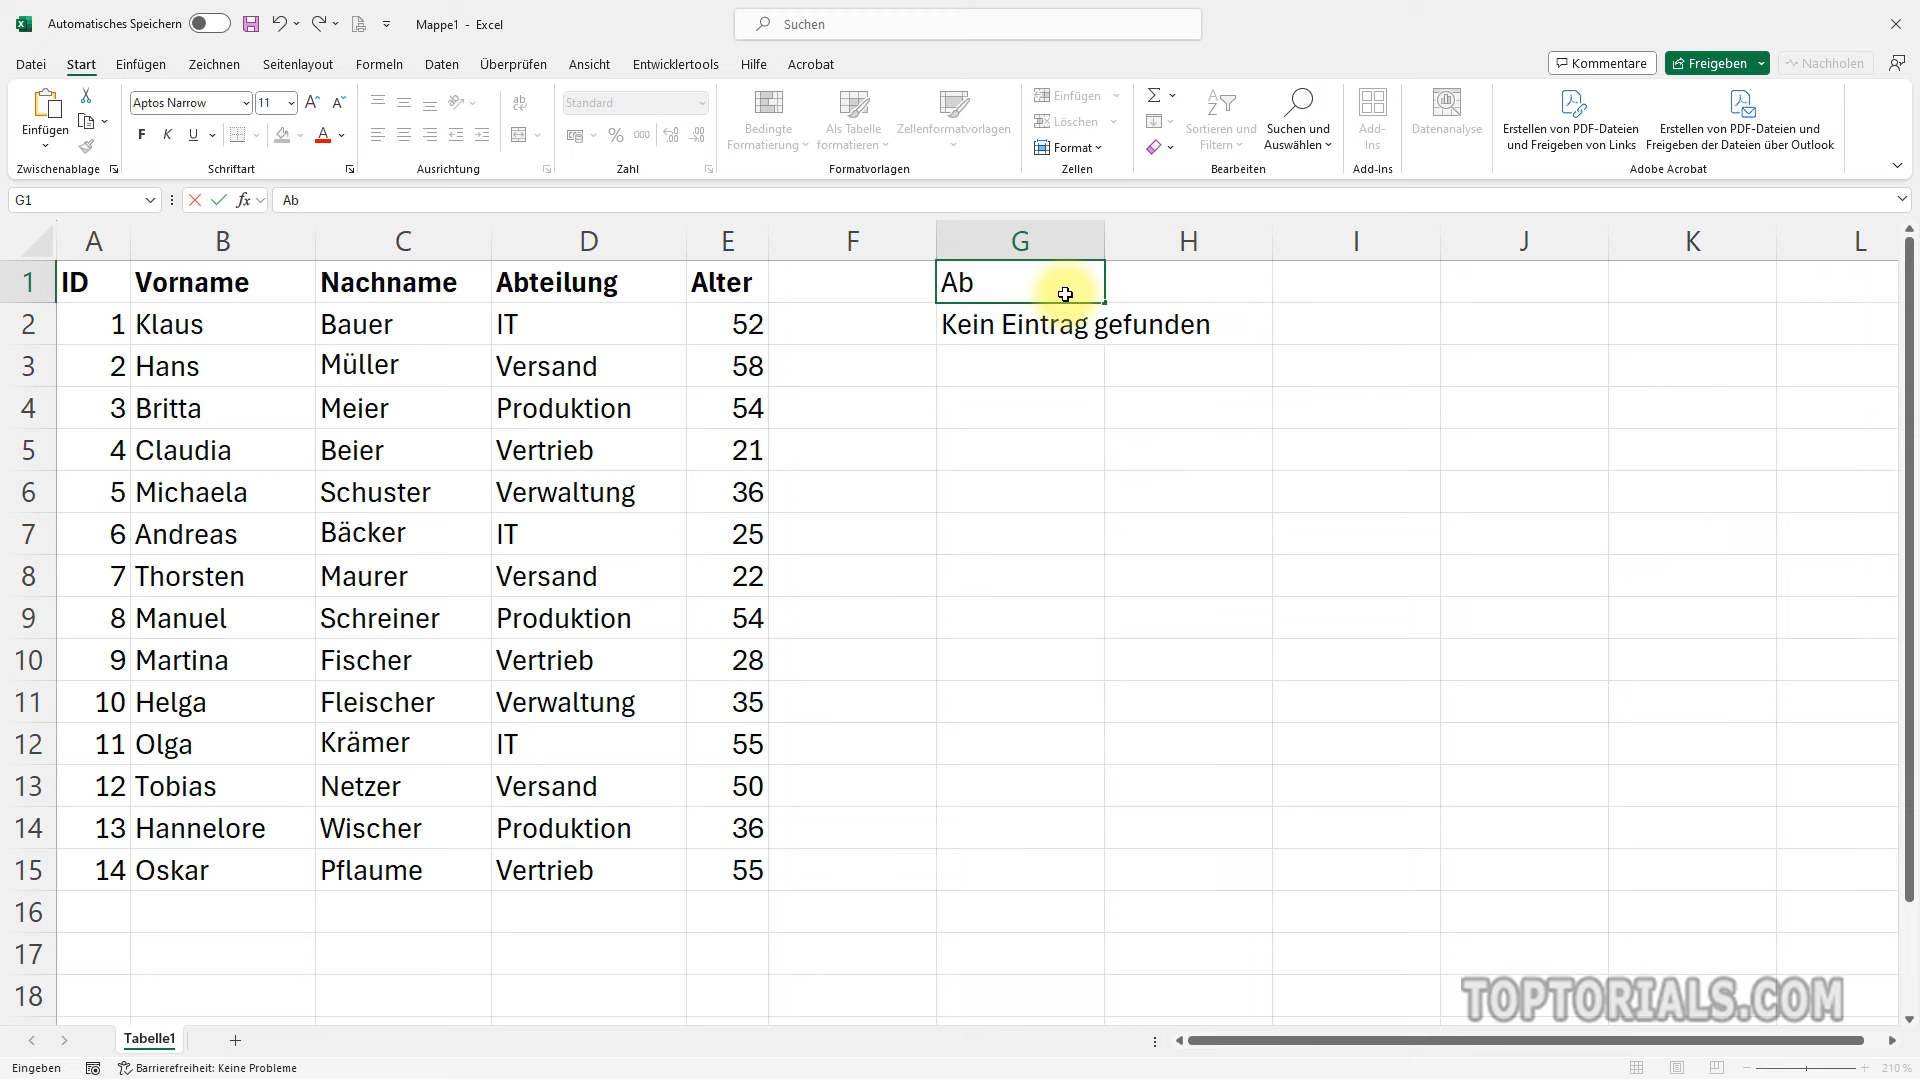 Automatisches Speichern Mappe1 - Excel Suchen
Datei Start Einfügen Zeichnen Seitenlayout Formeln Daten Überprüfen Ansicht Entwicklertools Hilfe Acrobat Kommentare Freigeben Nachholen
Einfügen
Zwischenablage
Aptos Narrow 11
F K U
Schriftart
ab
Ausrichtung
Standard
% 000
Zahl
Bedingte
Formatierung
Als Tabelle
formatieren
Zellenformatvorlagen
Formatvorlagen
Einfügen
Löschen
Format
Zellen
Sortieren und
Filtern
Suchen und
Auswählen
Bearbeiten
Add-
Ins
Add-Ins
Datenanalyse
Erstellen von PDF-Dateien
und Freigeben von Links
Erstellen von PDF-Dateien und
Freigeben der Dateien über Outlook
Adobe Acrobat
G1 fx Ab
A B C D E F G H I J K L
1 ID Vorname Nachname Abteilung Alter Ab
2 1 Klaus Bauer IT 52 Kein Eintrag gefunden
3 2 Hans Müller Versand 58
4 3 Britta Meier Produktion 54
5 4 Claudia Beier Vertrieb 21
6 5 Michaela Schuster Verwaltung 36
7 6 Andreas Bäcker IT 25
8 7 Thorsten Maurer Versand 22
9 8 Manuel Schreiner Produktion 54
10 9 Martina Fischer Vertrieb 28
11 10 Helga Fleischer Verwaltung 35
12 11 Olga Krämer IT 55
13 12 Tobias Netzer Versand 50
14 13 Hannelore Wischer Produktion 36
15 14 Oskar Pflaume Vertrieb 55
16
17
18
TOPTORIALS.COM
Tabelle1
Eingeben Barrierefreiheit: Keine Probleme 210 %